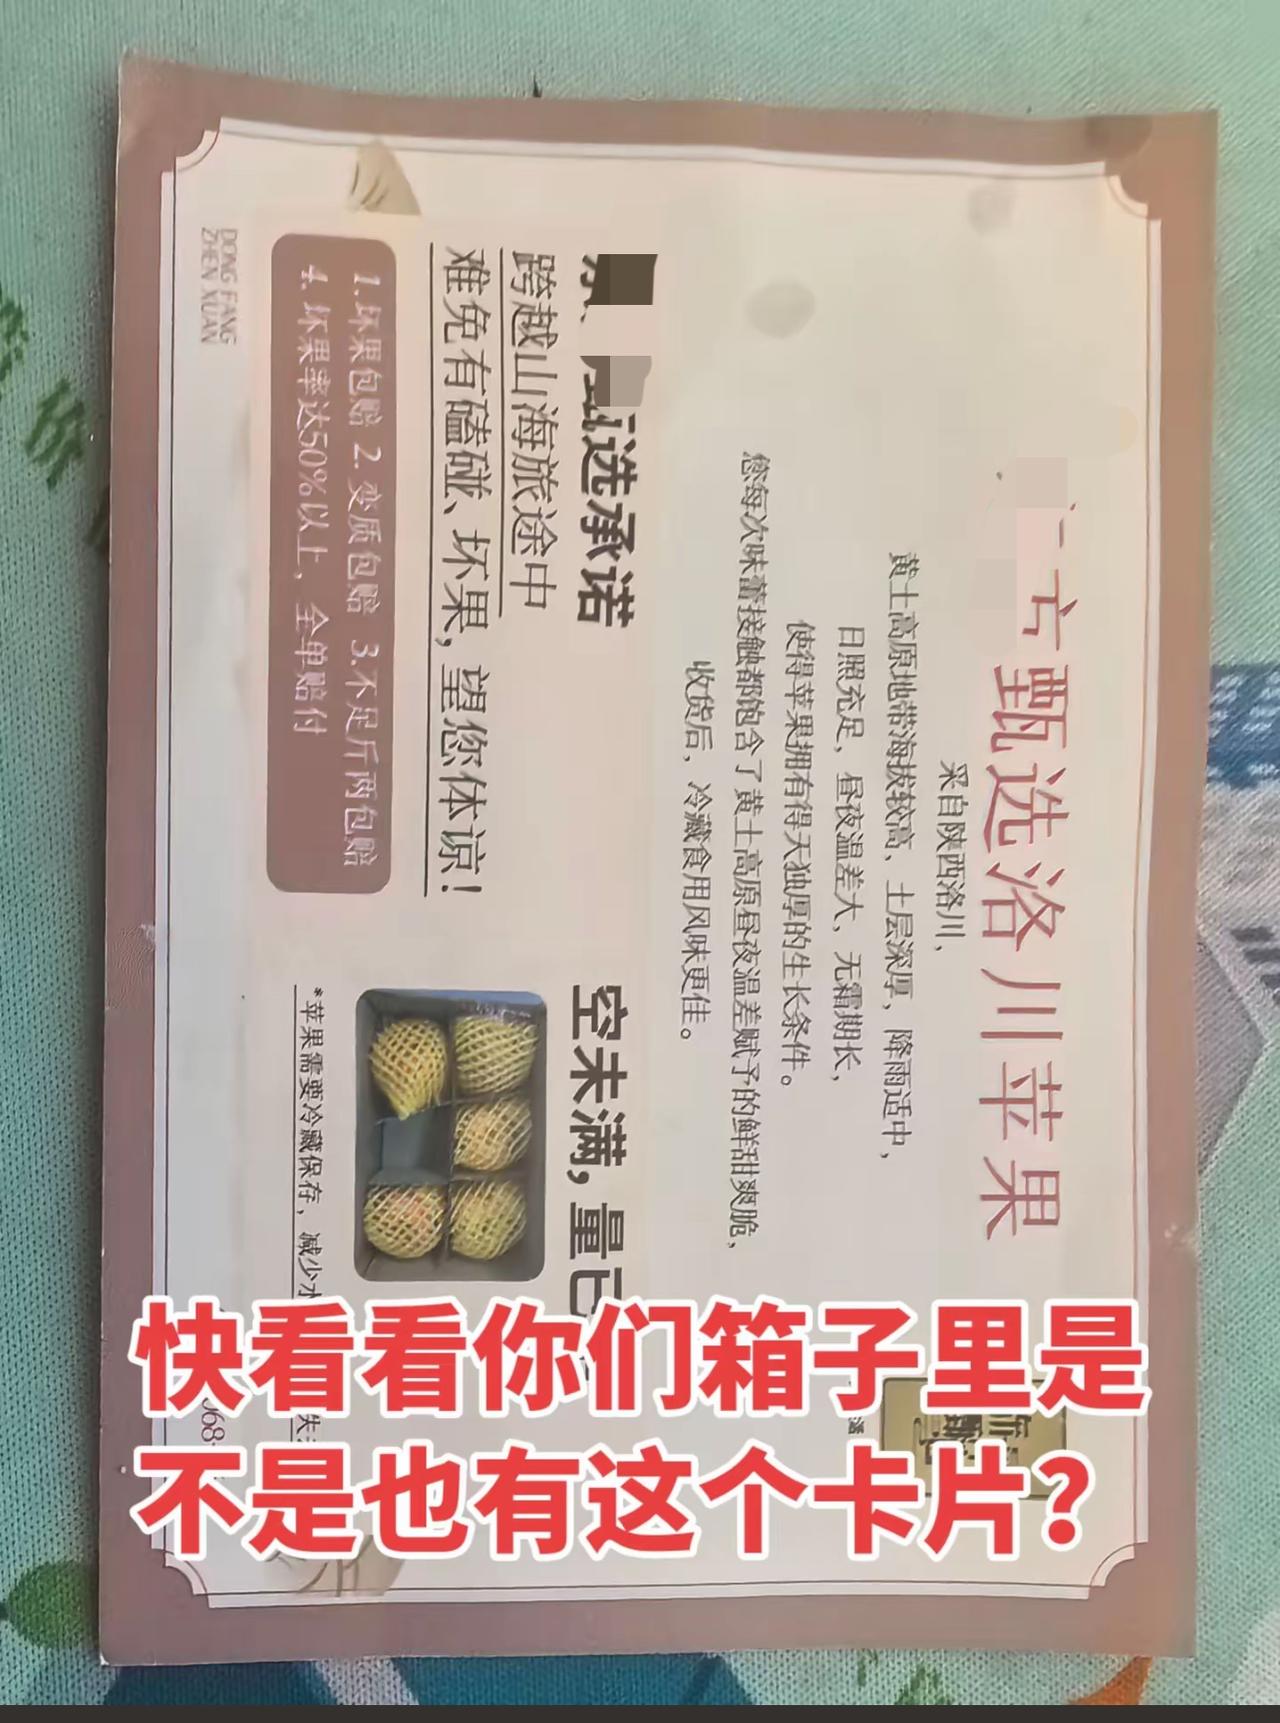 甄选洛川苹果
采自陕西洛川，
黄土高原地带海拔较高、土层深厚，降雨适中，
日照充足，昼夜温差大，无霜期长，
使得苹果拥有得天独厚的生长条件。
您每次味蕾接触都饱含了黄土高原昼夜温差赋予的鲜甜爽脆，
收货后，冷藏食用风味更佳。
甄选承诺
跨越山海旅途中
难免有磕碰、坏果，望您体谅！
1.坏果包赔 2.变质包赔 3.不足斤两包赔
4.坏果率达50%以上，全单赔付
DONG FANG
ZHEN XUAN
空未满，量已
*苹果需要冷藏保存，减少水
快看看你们箱子里是
不是也有这个卡片？